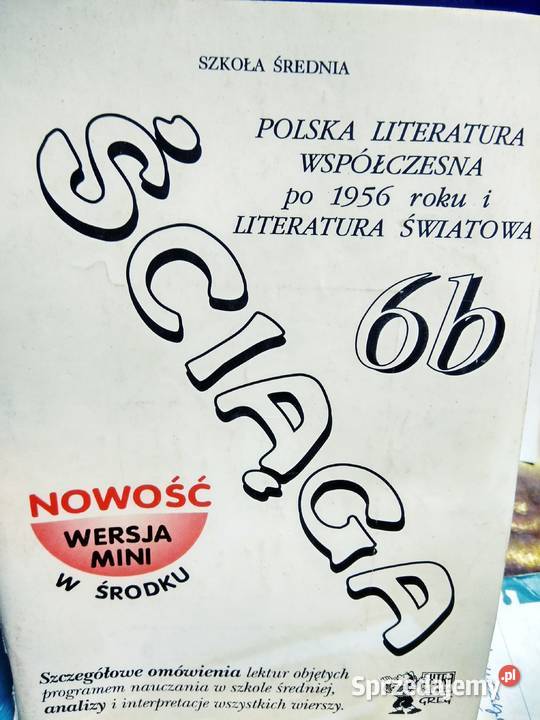 SZKOŁA ŚREDNIA
POLSKA LITERATURA
WSPÓŁCZESNA
po 1956 roku i
LITERATURA ŚWIATOWA
6b
ŚCIĄGA
NOWOŚĆ
WERSJA
MINI
W ŚRODKU
Szczegółowe omówienia lektur objętych
programem nauczania w szkole średniej,
analizy i interpretacje wszystkich wierszy.
GREG
Sprzedajemy.pl